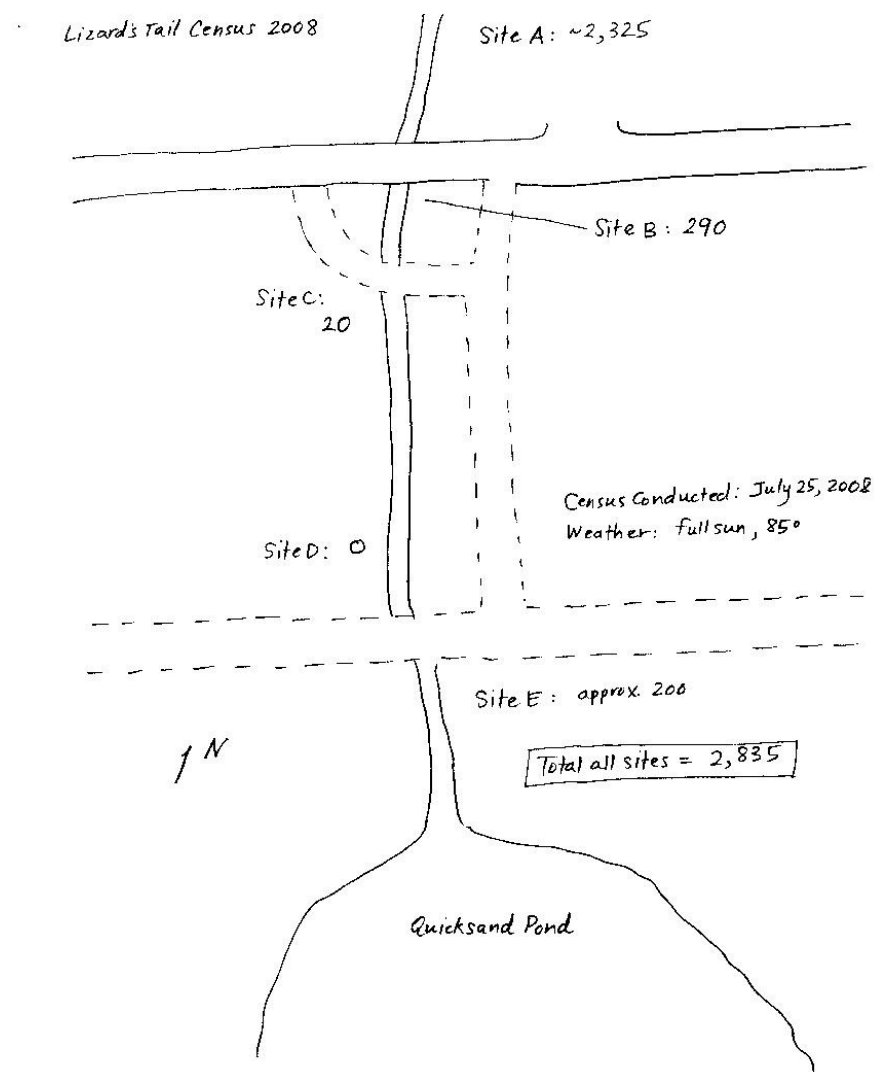 Lizard's Tail Census 2008
Site A: ~2,325
Site B: 290
Site C:
20
Census Conducted: July 25, 2008
Weather: full sun, 85°
Site D: 0
Site E: approx. 200
N
Total all sites = 2,835
Quicksand Pond